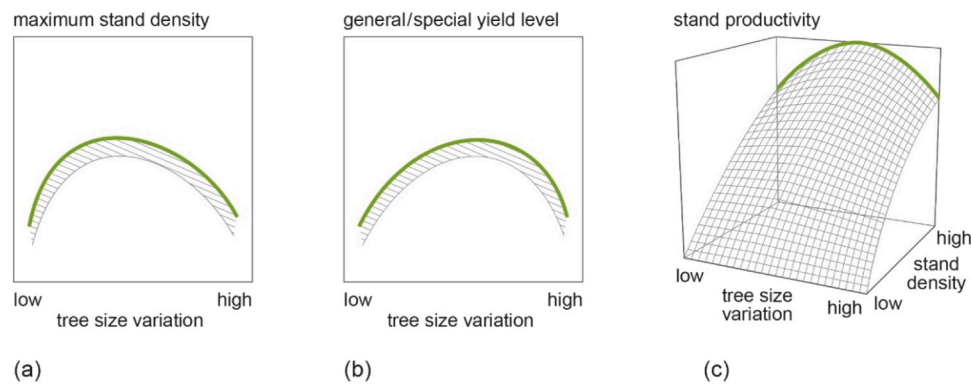 maximum stand density
general/special yield level
stand productivity
low
high
tree size variation
low
high
tree size variation
low
tree size
variation
high
low
stand
density
high
(a)
(b)
(c)